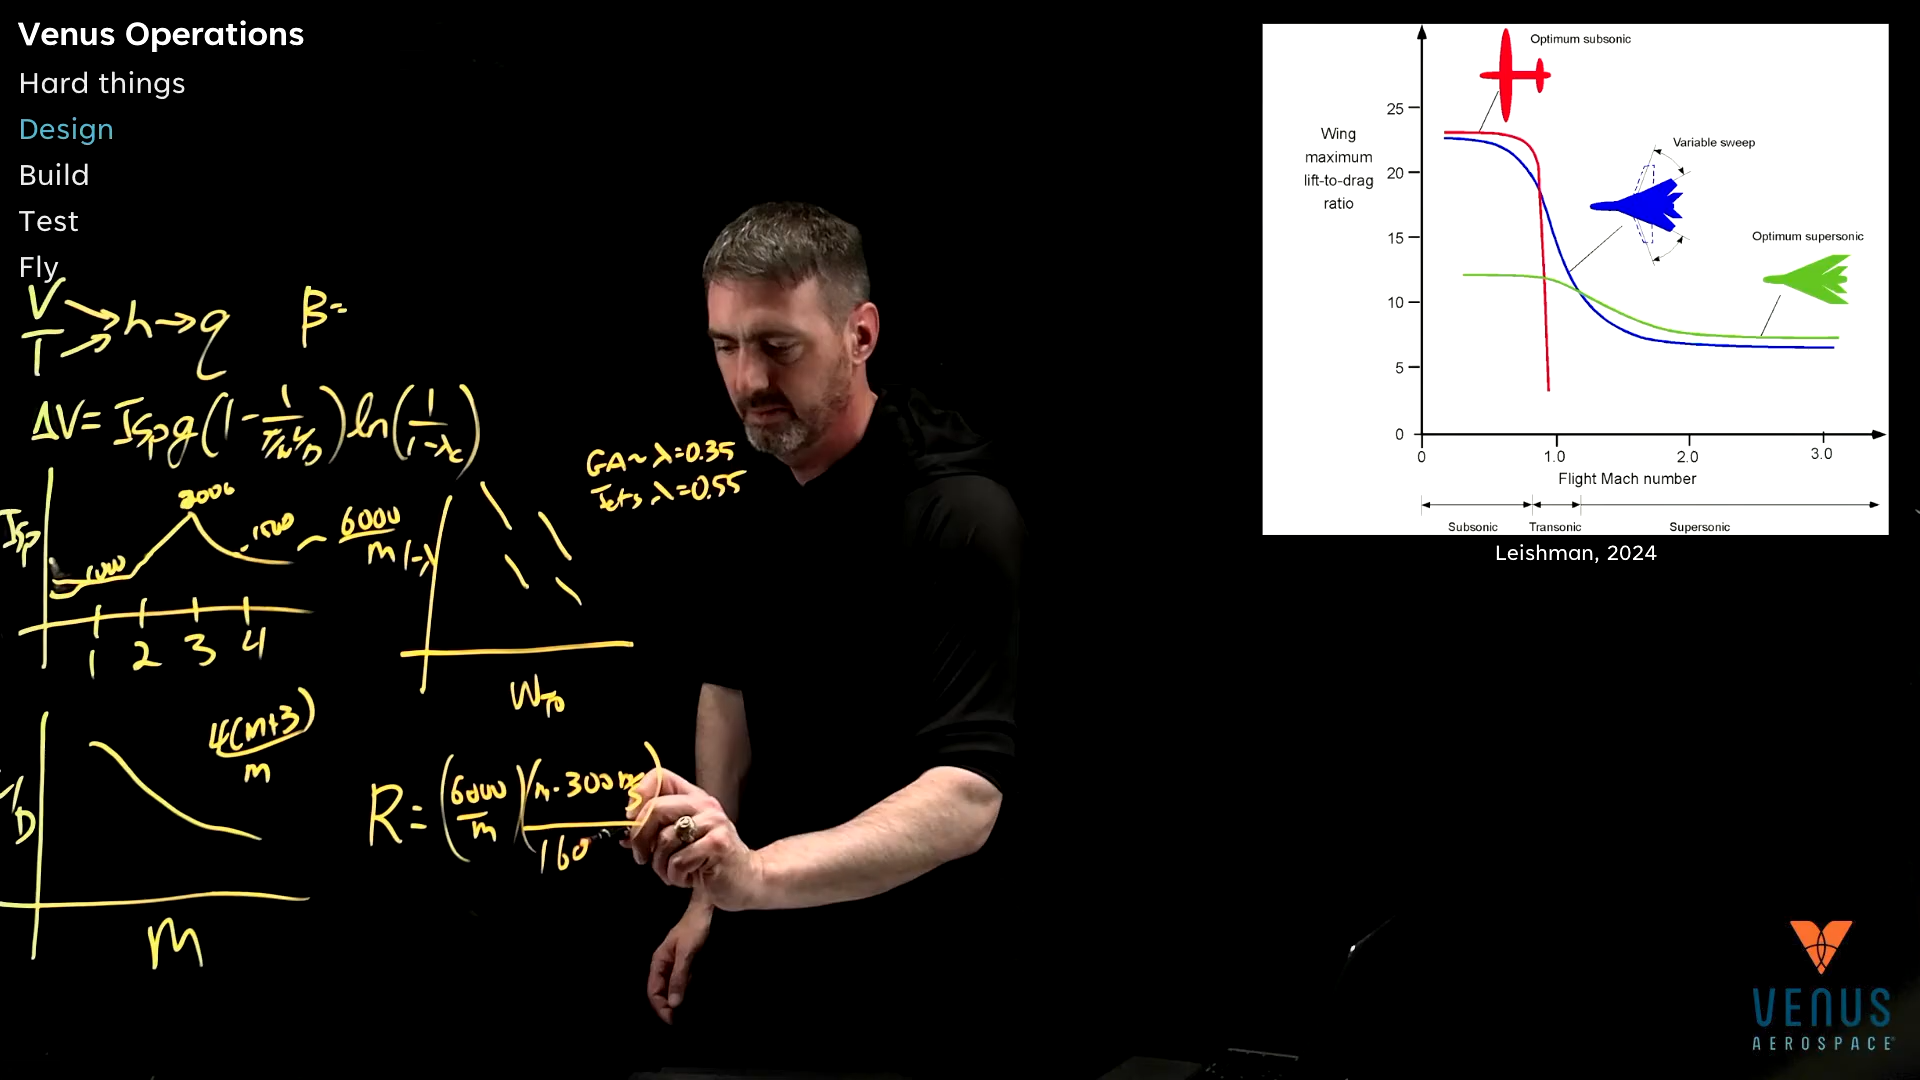 Venus Operations
Hard things
Design
Build
Test
Fly
V
T → h → q
β=
ΔV= Isp g (1 - 1/(T/W L/D)) ln(1/(1-λc))
GA ~ λ=0.35
Jets λ=0.55
Isp
1000
3000
1500
~ 6000/M
1 2 3 4
1-λ
W_TO
L/D
4(M+3)/M
M
R= (6000/M)(M·300 m/s / 160
Optimum subsonic
Wing
maximum
lift-to-drag
ratio
25
20
15
10
5
0
Variable sweep
Optimum supersonic
0 1.0 2.0 3.0
Flight Mach number
Subsonic Transonic Supersonic
Leishman, 2024
VENUS
AEROSPACE